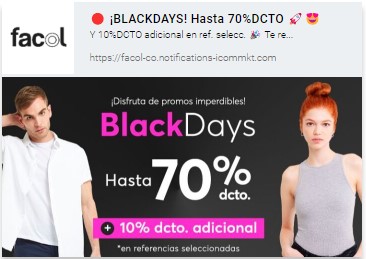 facol
🔴 ¡BLACKDAYS! Hasta 70%DCTO 🚀 😍
Y 10%DCTO adicional en ref. selecc. 🎉 Te re...
https://facol-co.notifications-icommkt.com
¡Disfruta de promos imperdibles!
BlackDays
Hasta 70% dcto.
+ 10% dcto. adicional
*en referencias seleccionadas